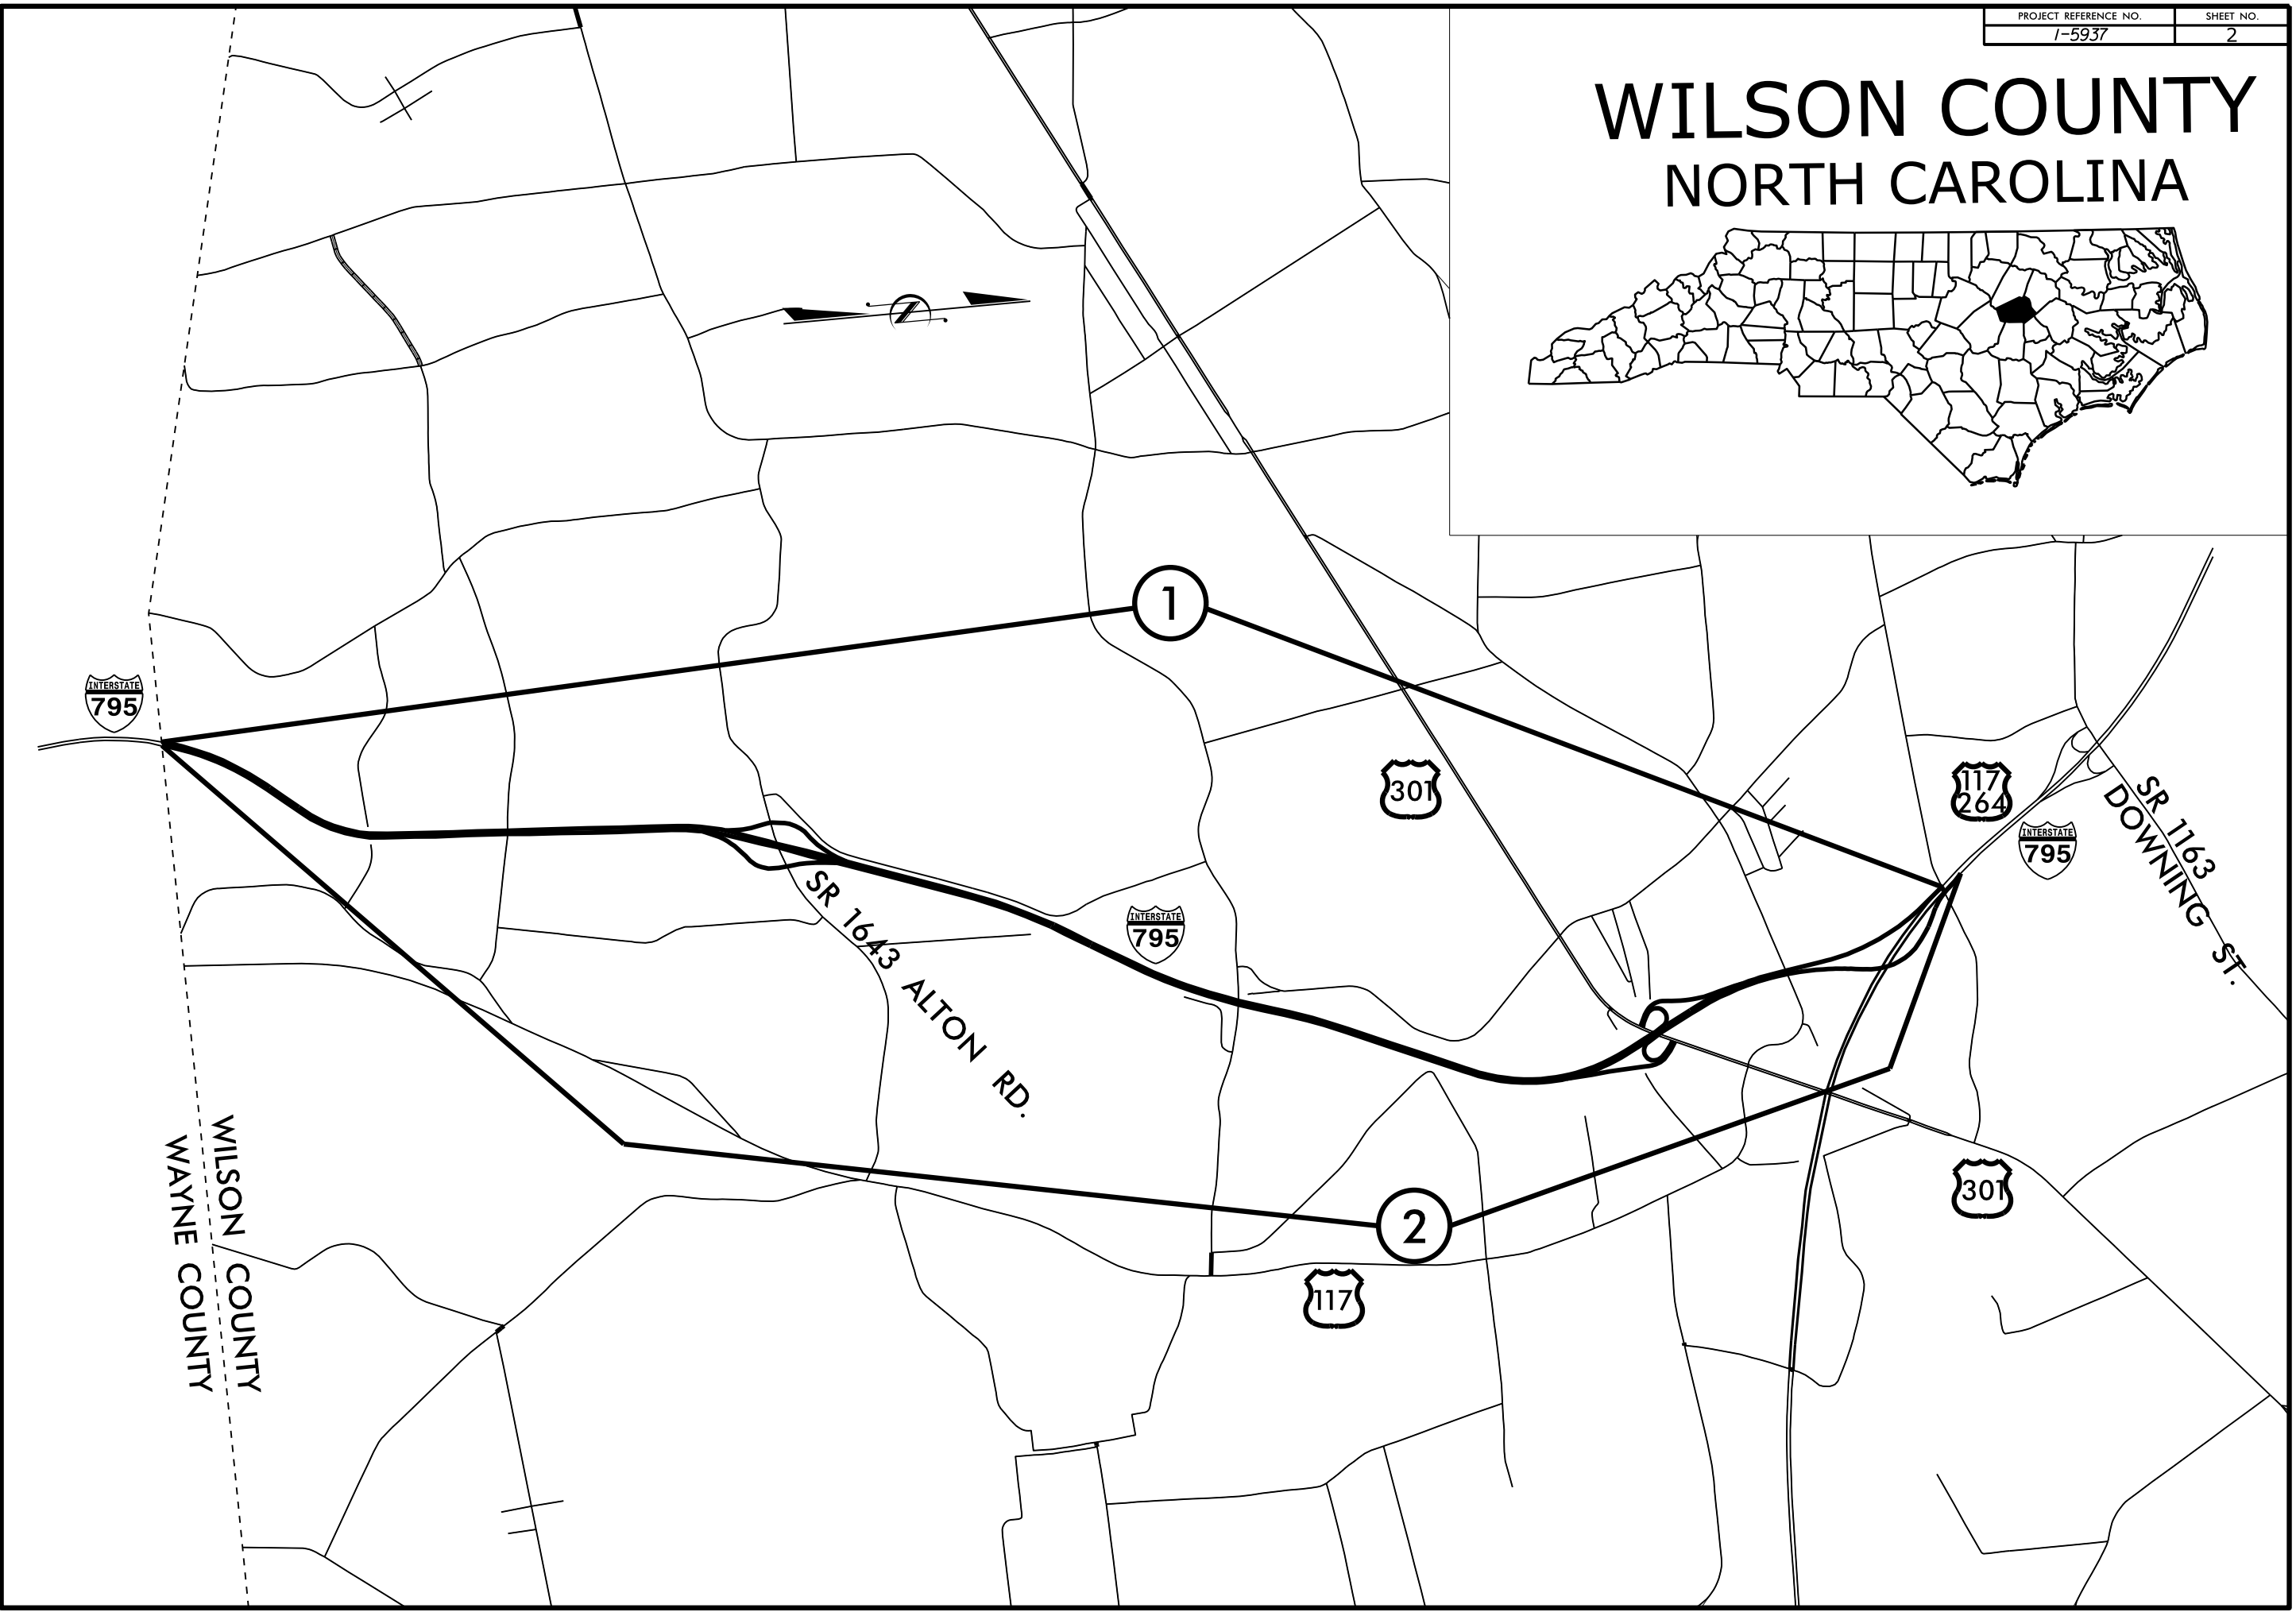 PROJECT REFERENCE NO.
SHEET NO.
I-5937
2
WILSON COUNTY
NORTH CAROLINA
1
INTERSTATE
795
301
117
264
INTERSTATE
795
SR 1163
DOWNING ST.
SR 1643 ALTON RD.
INTERSTATE
795
WILSON COUNTY
WAYNE COUNTY
301
2
117